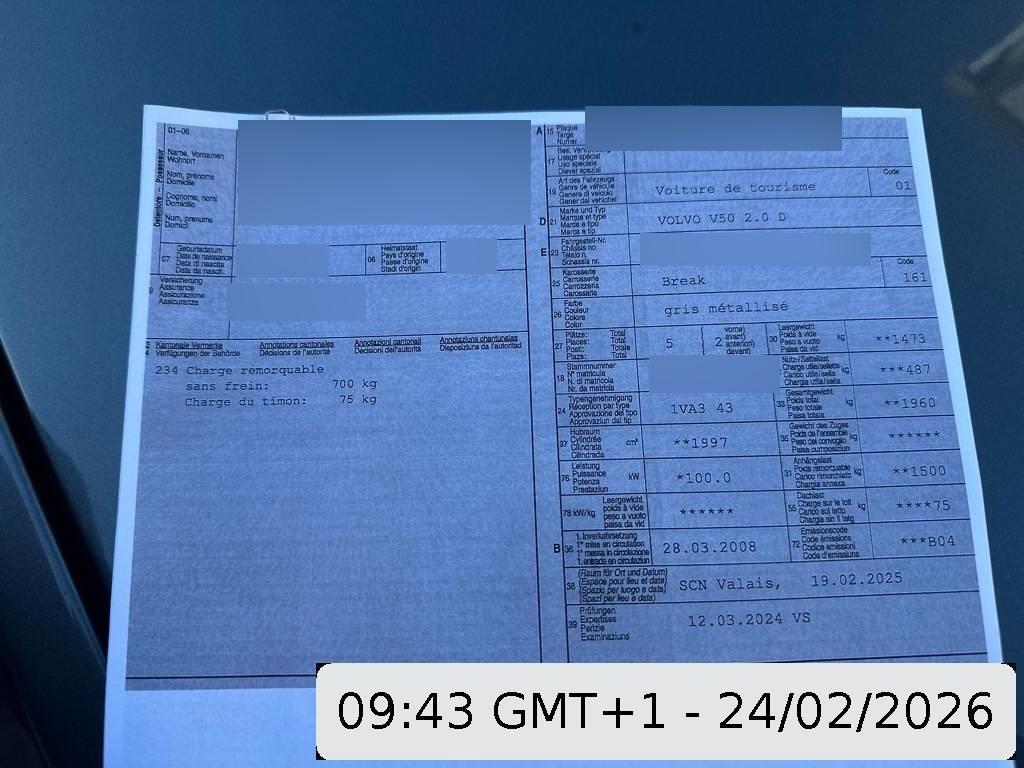 01-06
Detentore - Possesseur
Name, Vornamen
Wohnort
Nom, prénoms
Domicile
Cognome, nomi
Domicilio
Num, prenums
Domicil
07 Geburtsdatum
Date de naissance
Data di nascita
Data da nasch.
06 Heimatstaat
Pays d'origine
Paese d'origine
Stadi d'origin
9 Versicherung
Assurance
Assicurazione
Assicuranza
Kantonale Vermerke
Verfügungen der Behörde
Annotations cantonales
Décisions de l'autorité
Annotazioni cantonali
Decisioni dell'autorità
Annotaziuns chantunalas
Disposiziuns da l'autoritad
234 Charge remorquable
sans frein: 700 kg
Charge du timon: 75 kg
A 15 Plaque
Targa
Numer
17
Usage spécial
Uso speciale
Diever spezial
19 Art des Fahrzeugs
Genre de véhicule
Genere di veicolo
Gener dal vehichel
Voiture de tourisme
Code
01
D 21 Marke und Typ
Marque et type
Marca e tipo
Marca e tip
VOLVO V50 2.0 D
E 23 Fahrgestell-Nr.
Châssis no
Telaio n.
Schassis nr.
25 Karosserie
Carrosserie
Carrozzeria
Carossaria
Break
Code
161
26 Farbe
Couleur
Colore
Colur
gris métallisé
27 Plätze: Total
Places: Total
Posti: Totale
Plazs: Total
5
2 vorne)
avant)
anteriori)
davant)
30 Leergewicht
Poids à vide
Peso a vuoto
Paisa da vid
kg
**1473
18 Stammnummer
N° matricule
N. di matricola
Nr. da matricla
Nutz-/Sattellast
Charge utile/sellette
Carico utile/sella
Chargia utila/sella
kg
***487
24 Typengenehmigung
Réception par type
Approvazione del tipo
Approvaziun dal tip
1VA3 43
33 Gesamtgewicht
Poids total
Peso totale
Paisa totala
kg
**1960
37 Hubraum
Cylindrée
Cilindrata
Cilindrada
cm³
**1997
35 Gewicht des Zuges
Poids de l'ensemble
Peso del convoglio
Paisa cumposiziun
kg
******
76 Leistung
Puissance
Potenza
Prestaziun
kW
*100.0
31 Anhängelast
Poids remorquable
Carico rimorchiato
Chargia annexa
kg
**1500
78 kW/kg Leergewicht
poids à vide
peso a vuoto
paisa da vid
******
55 Dachlast
Charge sur le toit
Carico sul tetto
Chargia sin il tetg
kg
****75
B 36 1. Inverkehrsetzung
1re mise en circulation
1a messa in circolazione
1. entrada en circulaziun
28.03.2008
72 Emissionscode
Code émissions
Codice emissioni
Code d'emissiuns
***B04
38 (Raum für Ort und Datum)
(Espace pour lieu et date)
(Spazio per luogo e data)
(Spazi per lieu e data)
SCN Valais, 19.02.2025
39 Prüfungen
Expertises
Perizie
Examinaziuns
12.03.2024 VS
09:43 GMT+1 - 24/02/2026